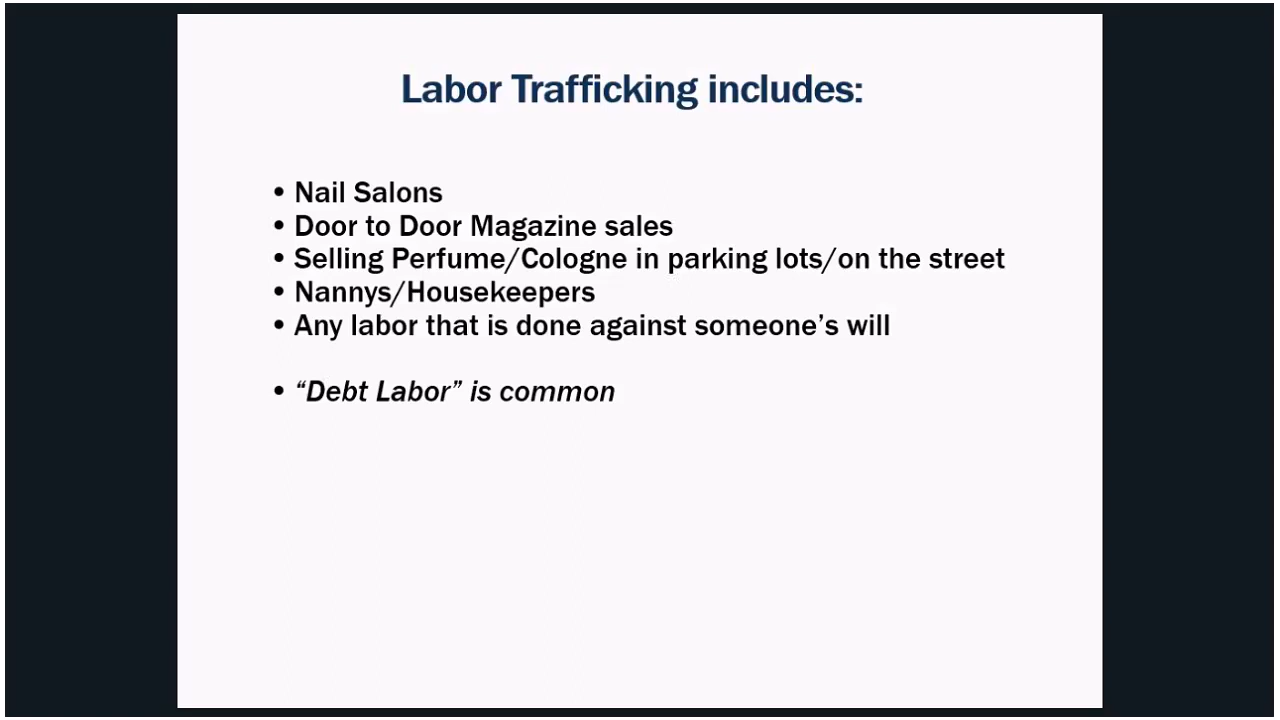 Labor Trafficking includes:
• Nail Salons
• Door to Door Magazine sales
• Selling Perfume/Cologne in parking lots/on the street
• Nannys/Housekeepers
• Any labor that is done against someone’s will
• “Debt Labor” is common